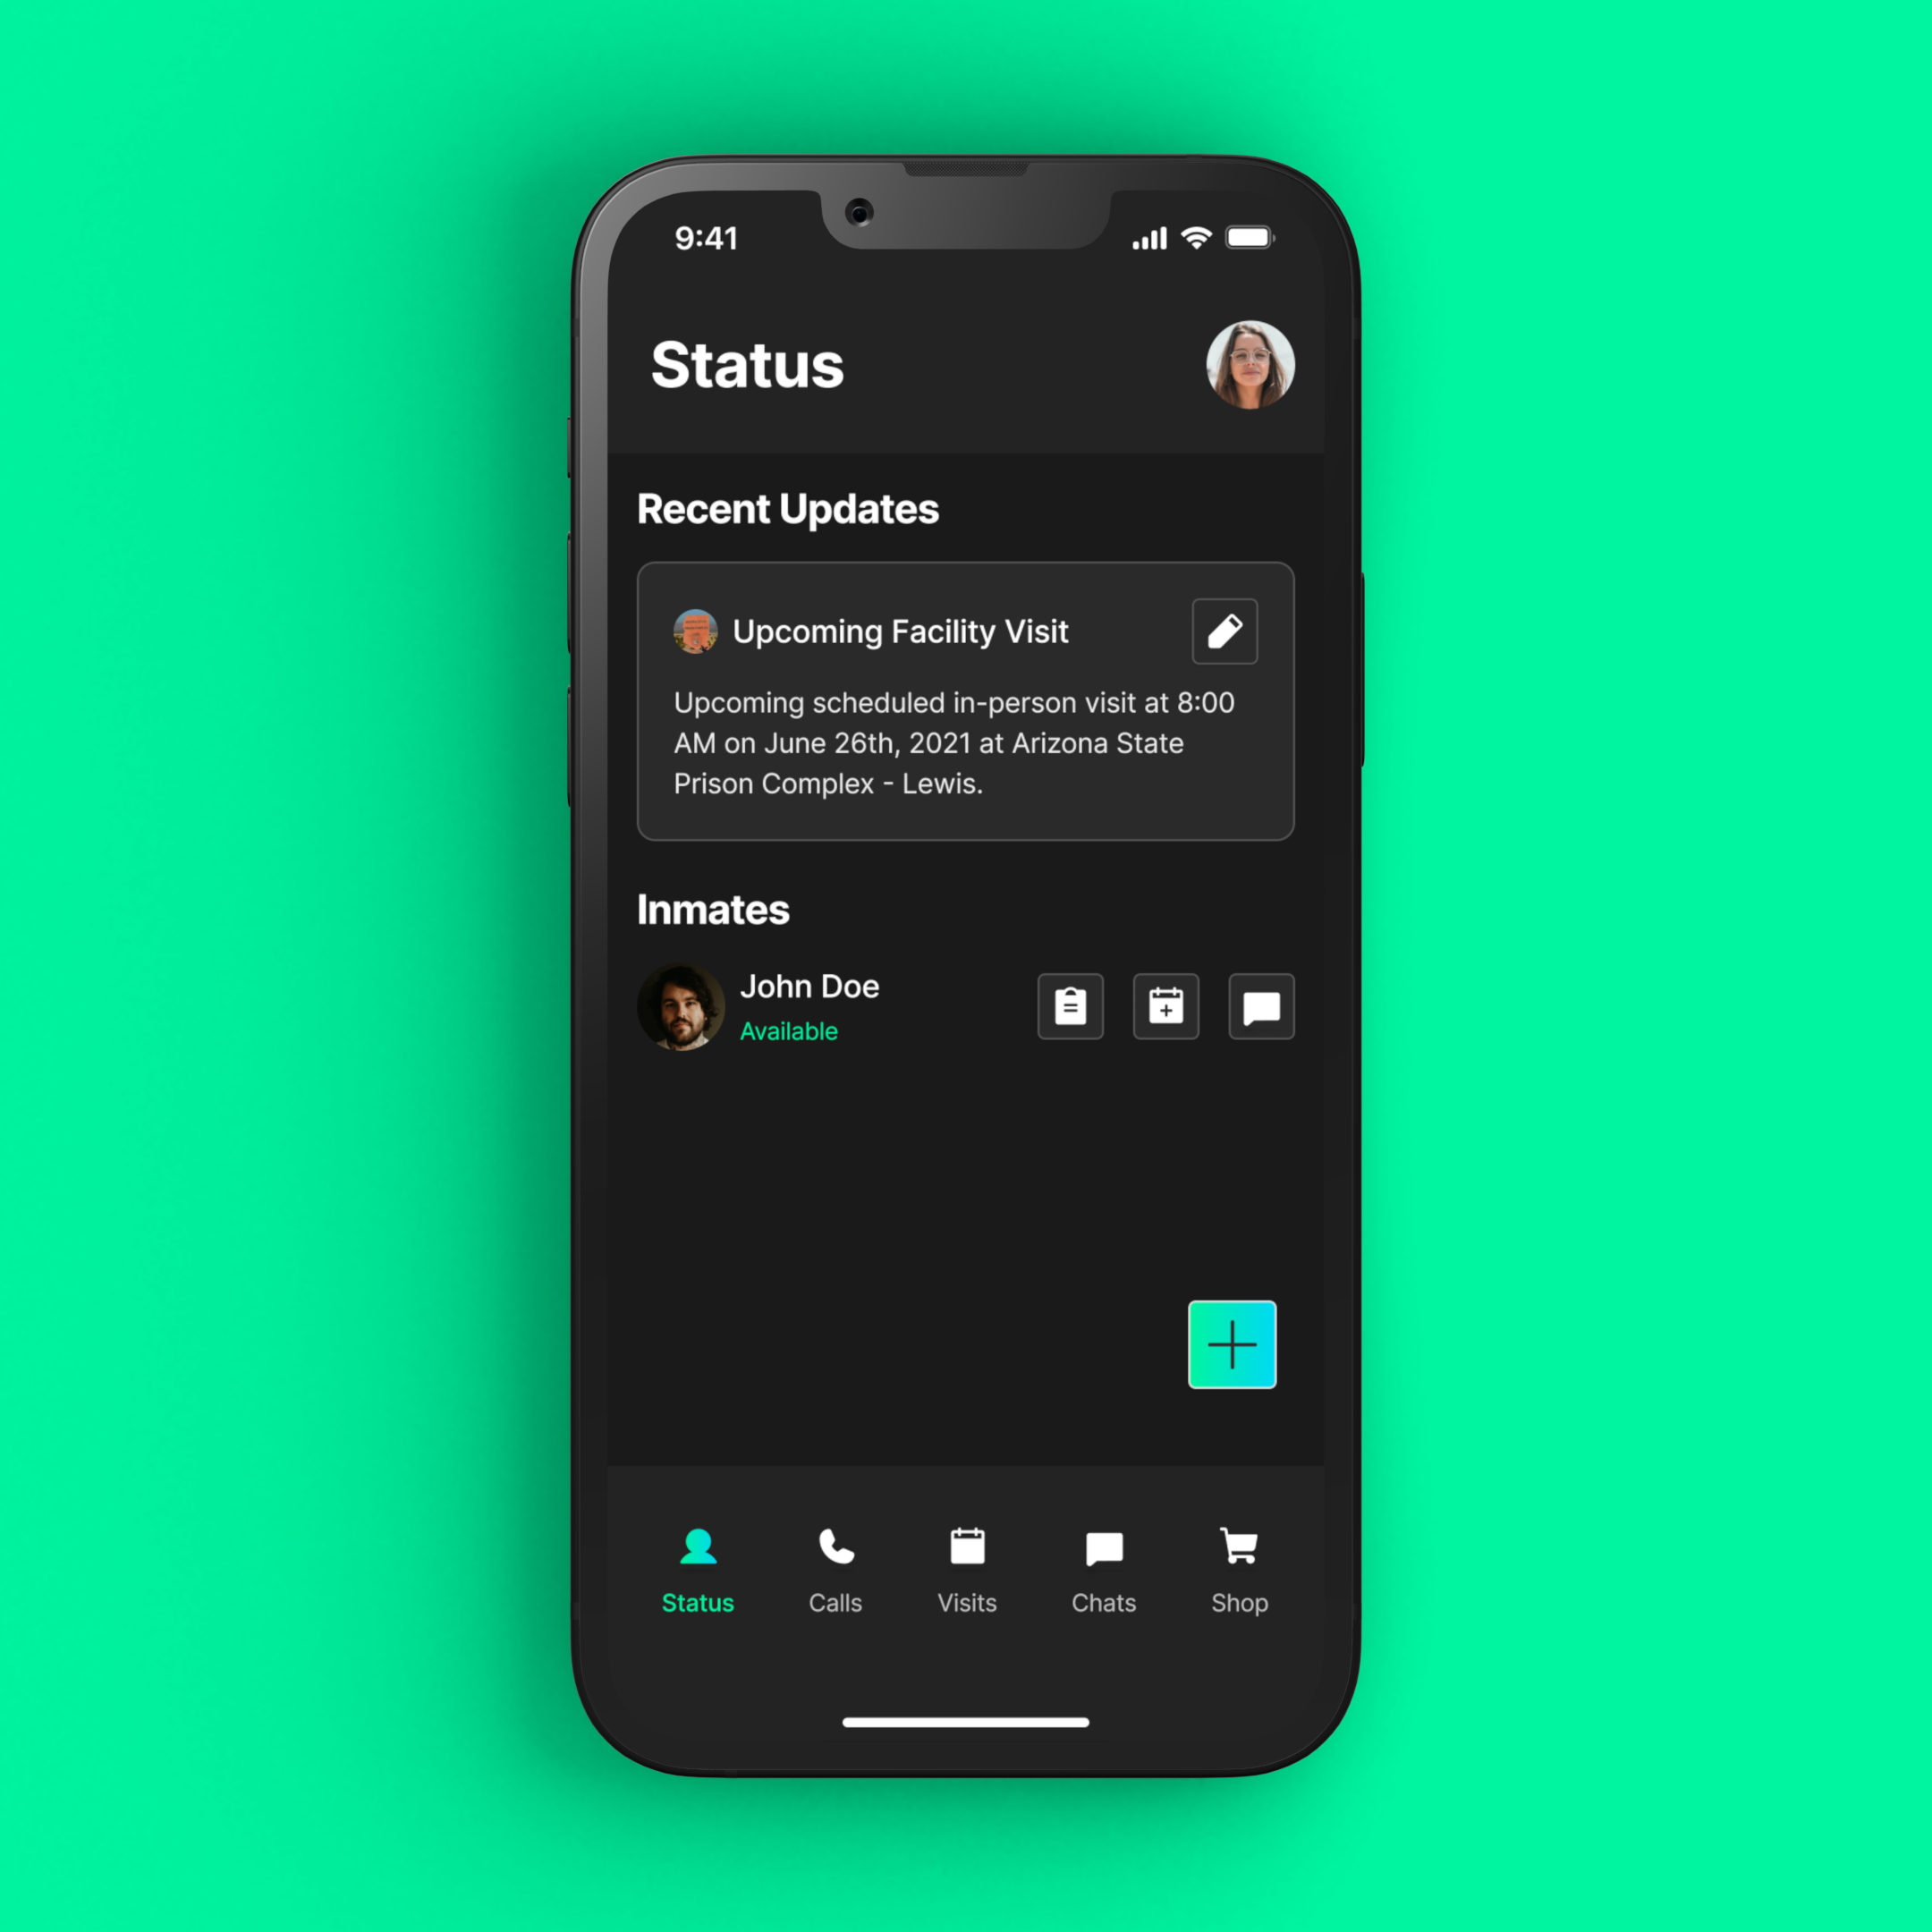 9:41
Status
Recent Updates
Upcoming Facility Visit
Upcoming scheduled in-person visit at 8:00
AM on June 26th, 2021 at Arizona State
Prison Complex - Lewis.
Inmates
John Doe
Available
Status
Calls
Visits
Chats
Shop